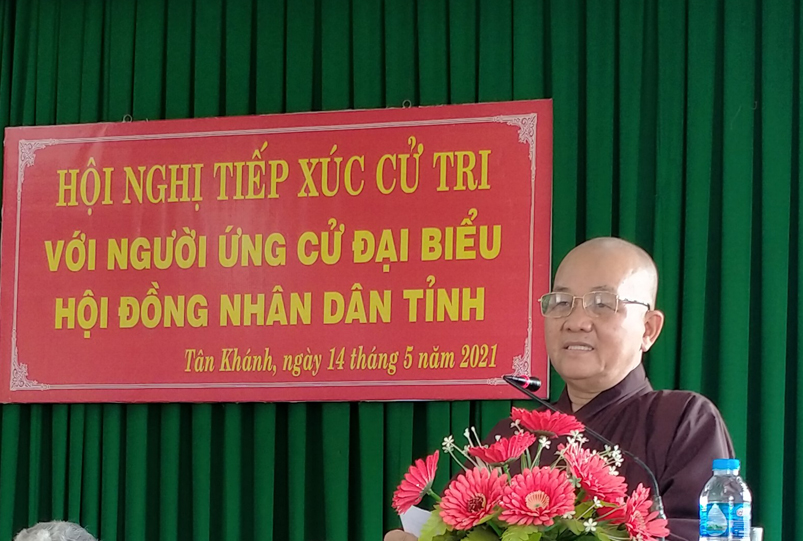 HỘI NGHỊ TIẾP XÚC CỬ TRI
VỚI NGƯỜI ỨNG CỬ ĐẠI BIỂU
HỘI ĐỒNG NHÂN DÂN TỈNH
Tân Khánh, ngày 14 tháng 5 năm 2021